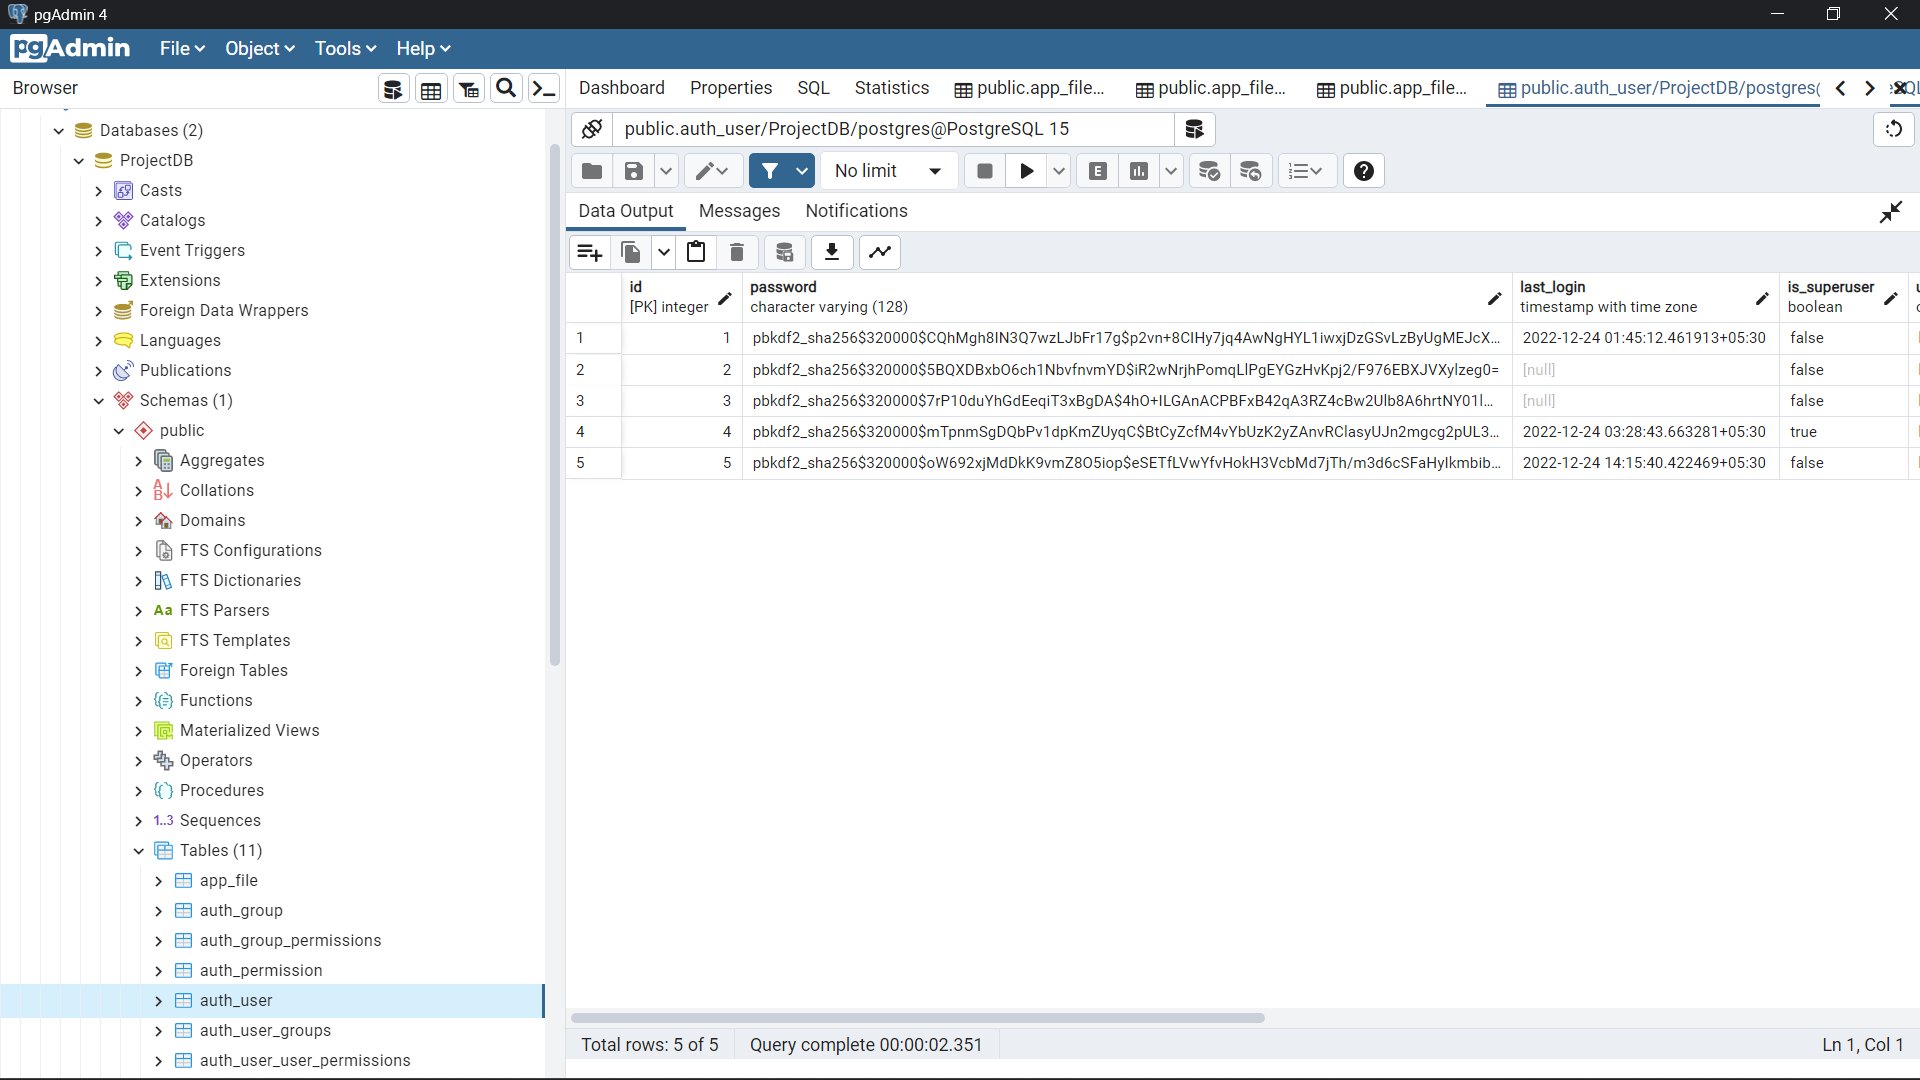 pgAdmin 4
pgAdmin File Object Tools Help
Browser
Dashboard Properties SQL Statistics public.app_file... public.app_file... public.app_file... public.auth_user/ProjectDB/postgres
Databases (2)
ProjectDB
Casts
Catalogs
Event Triggers
Extensions
Foreign Data Wrappers
Languages
Publications
Schemas (1)
public
Aggregates
Collations
Domains
FTS Configurations
FTS Dictionaries
Aa FTS Parsers
FTS Templates
Foreign Tables
Functions
Materialized Views
Operators
Procedures
1..3 Sequences
Tables (11)
app_file
auth_group
auth_group_permissions
auth_permission
auth_user
auth_user_groups
auth_user_user_permissions
public.auth_user/ProjectDB/postgres@PostgreSQL 15
No limit E
Data Output Messages Notifications
id password last_login is_superuser
[PK] integer character varying (128) timestamp with time zone boolean
1 1 pbkdf2_sha256$320000$CQhMgh8IN3Q7wzLJbFr17g$p2vn+8CIHy7jq4AwNgHYL1iwxjDzGSvLzByUgMEJcX... 2022-12-24 01:45:12.461913+05:30 false
2 2 pbkdf2_sha256$320000$5BQXDBxbO6ch1NbvfnvmYD$iR2wNrjhPomqLlPgEYGzHvKpj2/F976EBXJVXylzeg0= [null] false
3 3 pbkdf2_sha256$320000$7rP10duYhGdEeqiT3xBgDA$4hO+ILGAnACPBFxB42qA3RZ4cBw2Ulb8A6hrtNY01l... [null] false
4 4 pbkdf2_sha256$320000$mTpnmSgDQbPv1dpKmZUyqC$BtCyZcfM4vYbUzK2yZAnvRClasyUJn2mgcg2pUL3... 2022-12-24 03:28:43.663281+05:30 true
5 5 pbkdf2_sha256$320000$oW692xjMdDkK9vmZ8O5iop$eSETfLVwYfvHokH3VcbMd7jTh/m3d6cSFaHylkmbib... 2022-12-24 14:15:40.422469+05:30 false
Total rows: 5 of 5 Query complete 00:00:02.351 Ln 1, Col 1